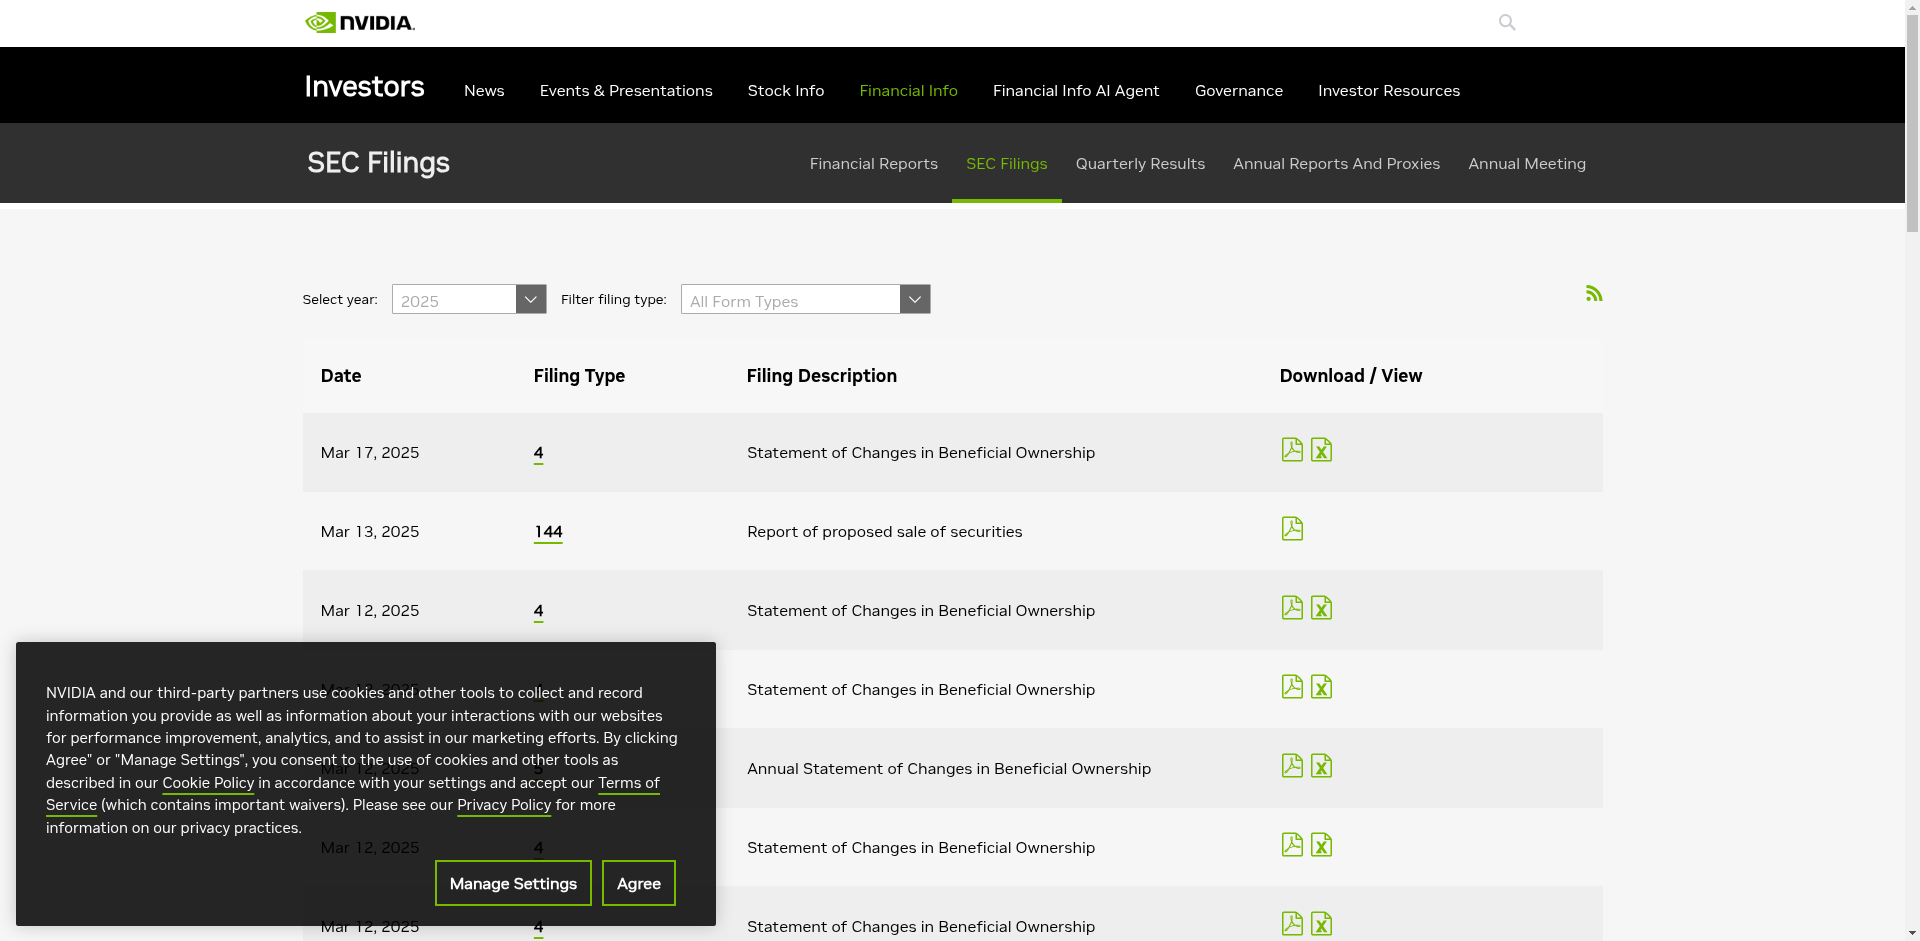 NVIDIA.
Investors
News
Events & Presentations
Stock Info
Financial Info
Financial Info AI Agent
Governance
Investor Resources
SEC Filings
Financial Reports
SEC Filings
Quarterly Results
Annual Reports And Proxies
Annual Meeting
Select year:
2025
Filter filing type:
All Form Types
Date
Filing Type
Filing Description
Download / View
Mar 17, 2025
4
Statement of Changes in Beneficial Ownership
Mar 13, 2025
144
Report of proposed sale of securities
Mar 12, 2025
4
Statement of Changes in Beneficial Ownership
Statement of Changes in Beneficial Ownership
Mar 12, 2025
5
Annual Statement of Changes in Beneficial Ownership
Mar 12, 2025
4
Statement of Changes in Beneficial Ownership
Mar 12, 2025
4
Statement of Changes in Beneficial Ownership
NVIDIA and our third-party partners use cookies and other tools to collect and record
information you provide as well as information about your interactions with our websites
for performance improvement, analytics, and to assist in our marketing efforts. By clicking
Agree" or "Manage Settings", you consent to the use of cookies and other tools as
described in our Cookie Policy in accordance with your settings and accept our Terms of
Service (which contains important waivers). Please see our Privacy Policy for more
information on our privacy practices.
Manage Settings
Agree